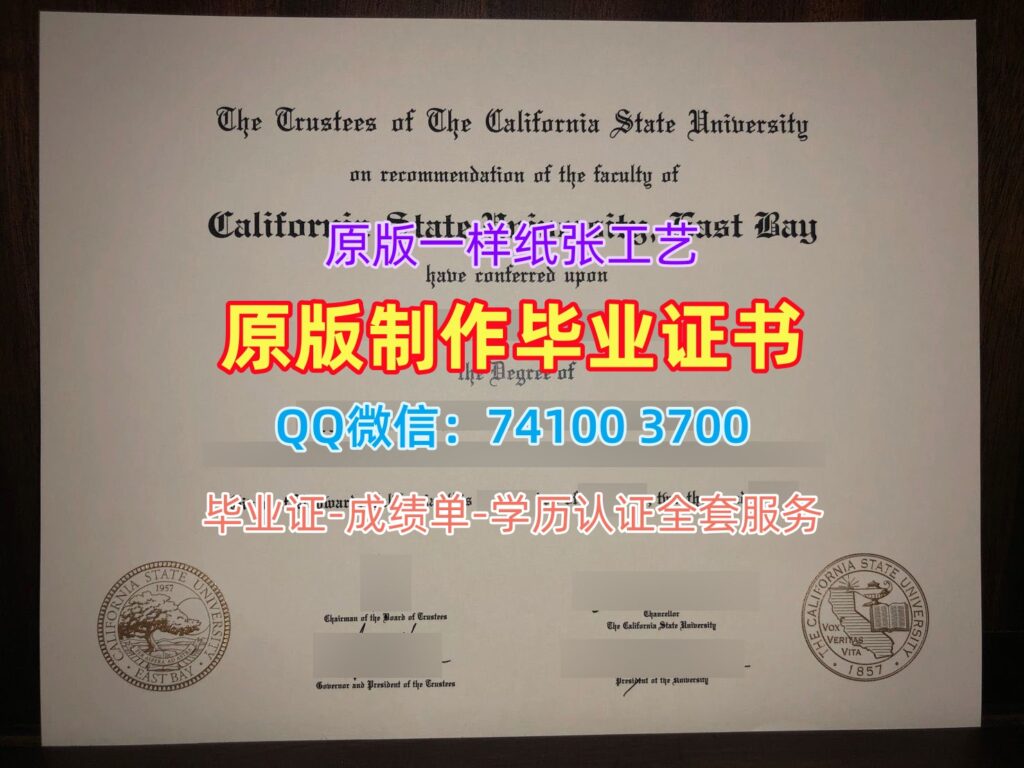 The Trustees of The California State University
on recommendation of the faculty of
California State University, East Bay
原版一样纸张工艺
have conferred upon
原版制作毕业证书
the Degree of
QQ微信：74100 3700
毕业证-成绩单-学历认证全套服务
CALIFORNIA STATE UNIVERSITY
1957
EAST BAY
Chairman of the Board of Trustees
Governor and President of the Trustees
Chancellor
The California State University
President of the University
THE CALIFORNIA STATE UNIVERSITY
VOX
VERITAS
VITA
· 1857 ·